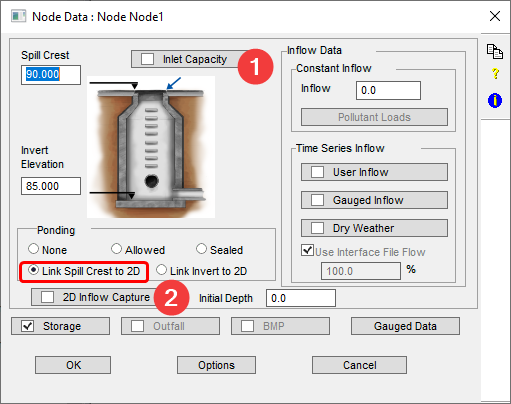 Node Data : Node Node1
Spill Crest
90.000
Inlet Capacity
1
Invert
Elevation
85.000
Ponding
None
Allowed
Sealed
Link Spill Crest to 2D
Link Invert to 2D
2D Inflow Capture
2
Initial Depth
0.0
Inflow Data
Constant Inflow
Inflow
0.0
Pollutant Loads
Time Series Inflow
User Inflow
Gauged Inflow
Dry Weather
Use Interface File Flow
100.0
%
Storage
Outfall
BMP
Gauged Data
OK
Options
Cancel
?
i